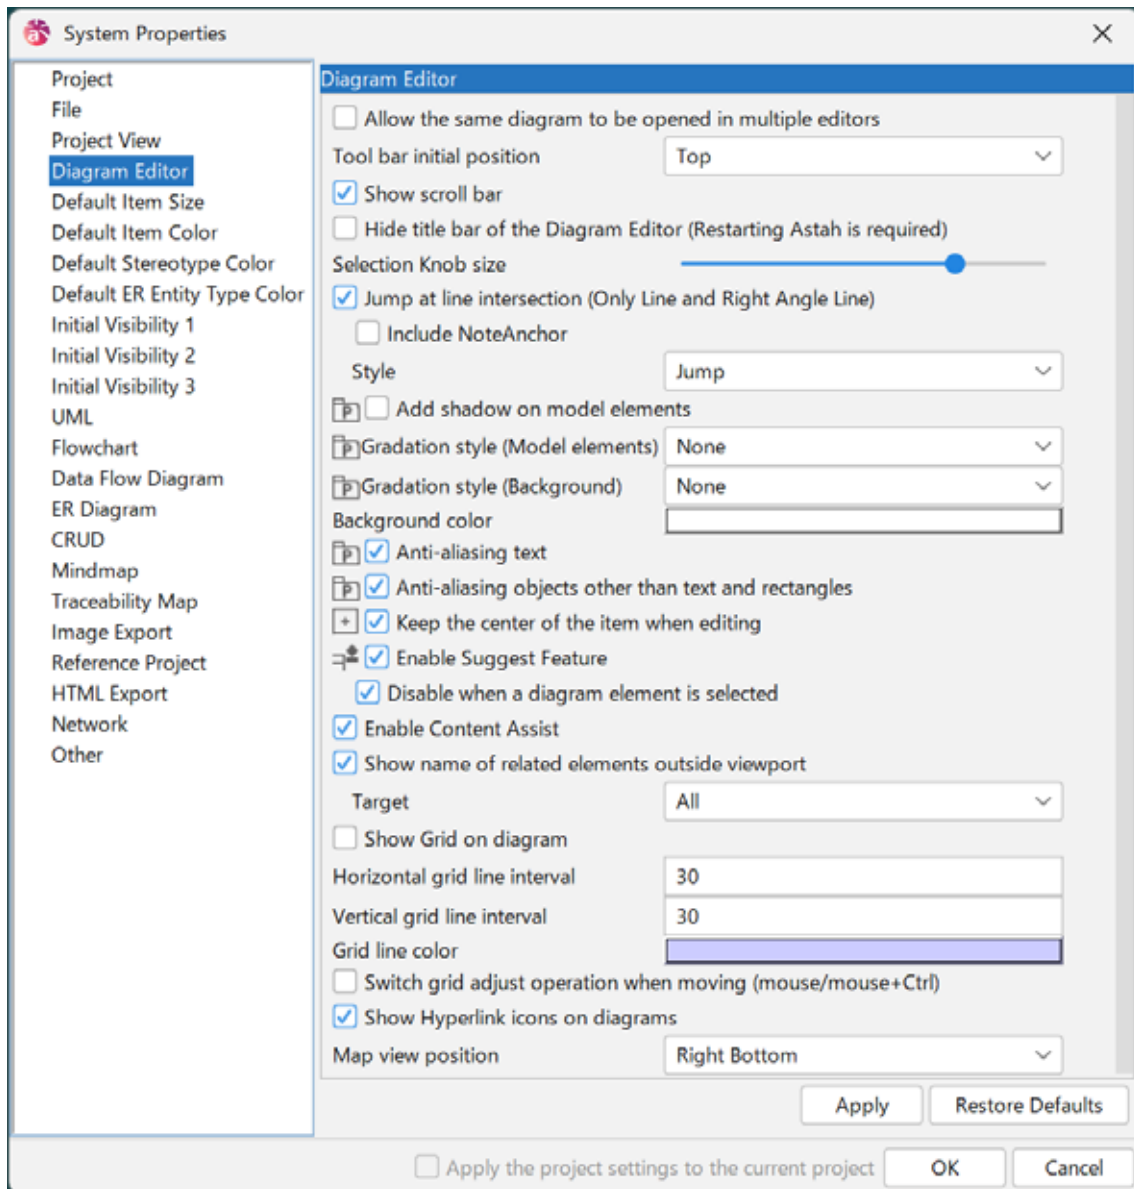 System Properties
Project
File
Project View
Diagram Editor
Default Item Size
Default Item Color
Default Stereotype Color
Default ER Entity Type Color
Initial Visibility 1
Initial Visibility 2
Initial Visibility 3
UML
Flowchart
Data Flow Diagram
ER Diagram
CRUD
Mindmap
Traceability Map
Image Export
Reference Project
HTML Export
Network
Other
Diagram Editor
Allow the same diagram to be opened in multiple editors
Tool bar initial position Top
Show scroll bar
Hide title bar of the Diagram Editor (Restarting Astah is required)
Selection Knob size
Jump at line intersection (Only Line and Right Angle Line)
Include NoteAnchor
Style Jump
Add shadow on model elements
Gradation style (Model elements) None
Gradation style (Background) None
Background color
Anti-aliasing text
Anti-aliasing objects other than text and rectangles
Keep the center of the item when editing
Enable Suggest Feature
Disable when a diagram element is selected
Enable Content Assist
Show name of related elements outside viewport
Target All
Show Grid on diagram
Horizontal grid line interval 30
Vertical grid line interval 30
Grid line color
Switch grid adjust operation when moving (mouse/mouse+Ctrl)
Show Hyperlink icons on diagrams
Map view position Right Bottom
Apply Restore Defaults
Apply the project settings to the current project OK Cancel